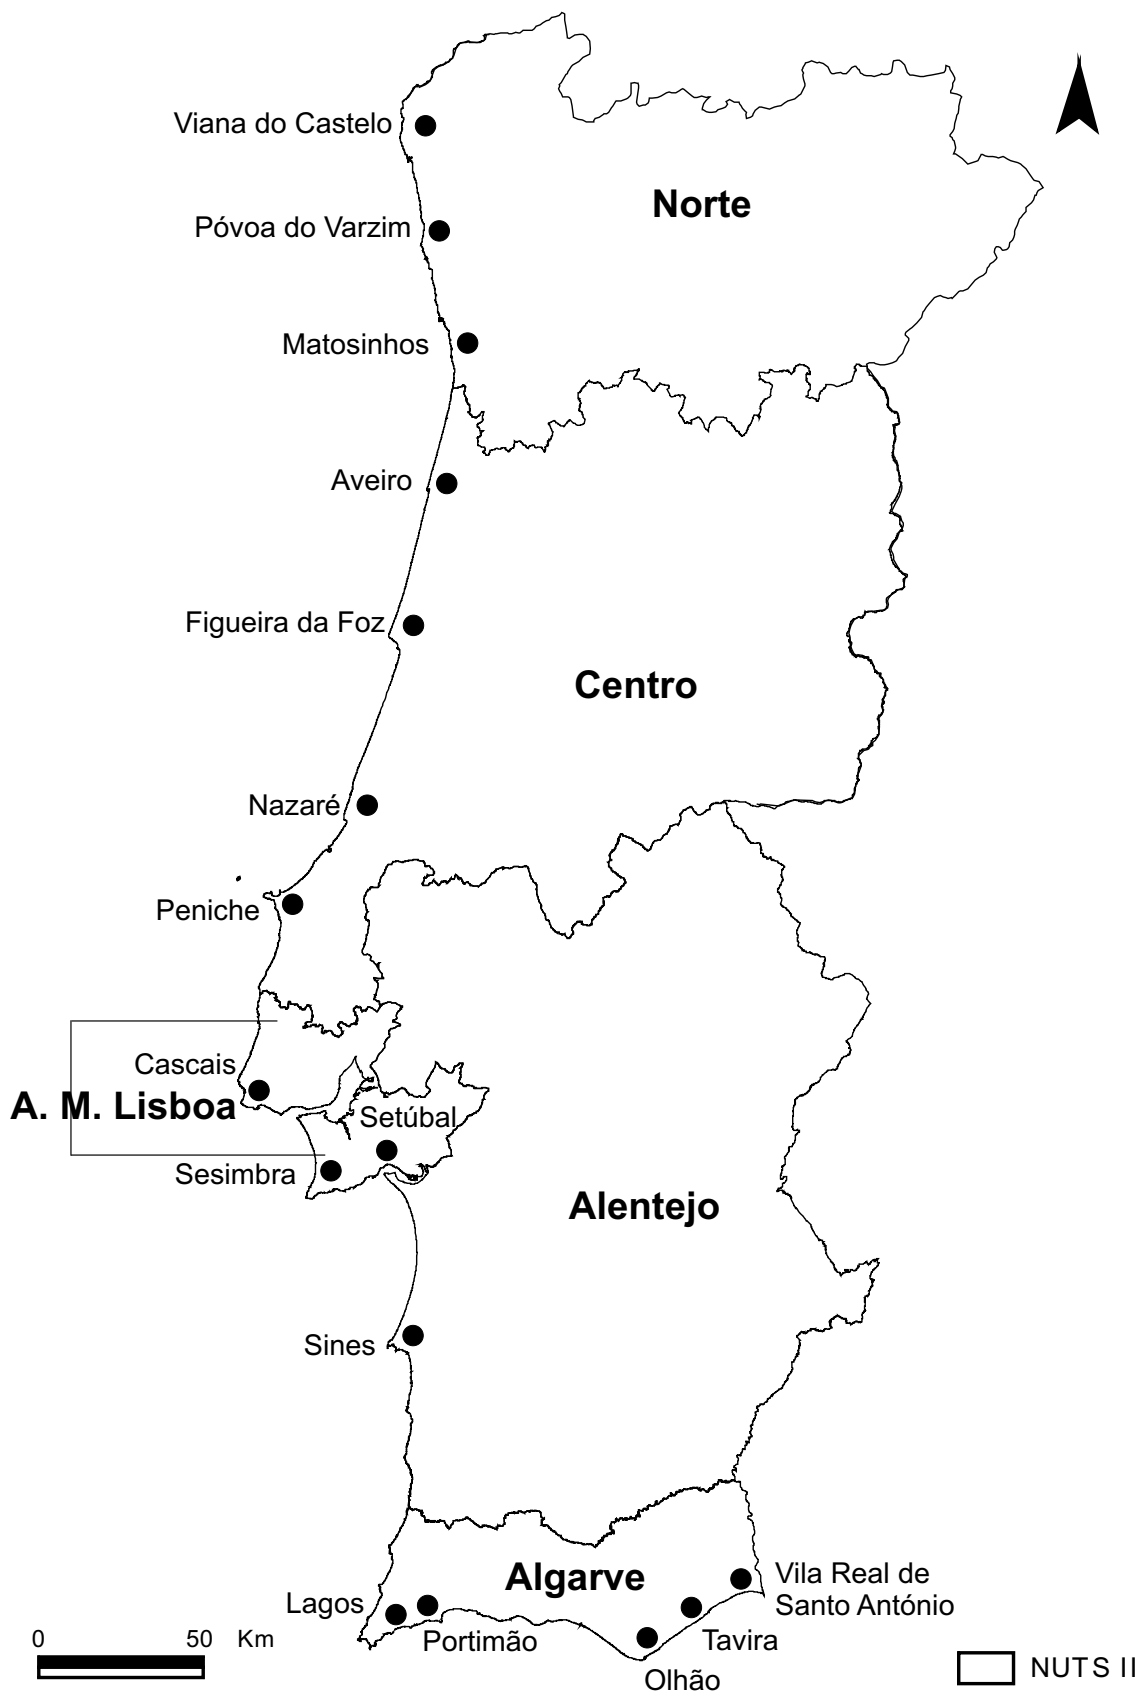 Viana do Castelo
Norte
Póvoa do Varzim
Matosinhos
Aveiro
Figueira da Foz
Centro
Nazaré
Peniche
Cascais
A. M. Lisboa
Setúbal
Sesimbra
Alentejo
Sines
Algarve
Vila Real de
Santo António
Lagos
Portimão
Tavira
Olhão
0 50 Km
NUTS II